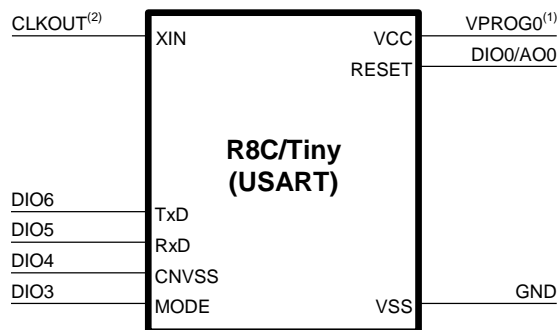 CLKOUT(2)
XIN
VCC
VPROG0(1)
RESET
DIO0/AO0
R8C/Tiny
(USART)
DIO6
TxD
DIO5
RxD
DIO4
CNVSS
DIO3
MODE
VSS
GND